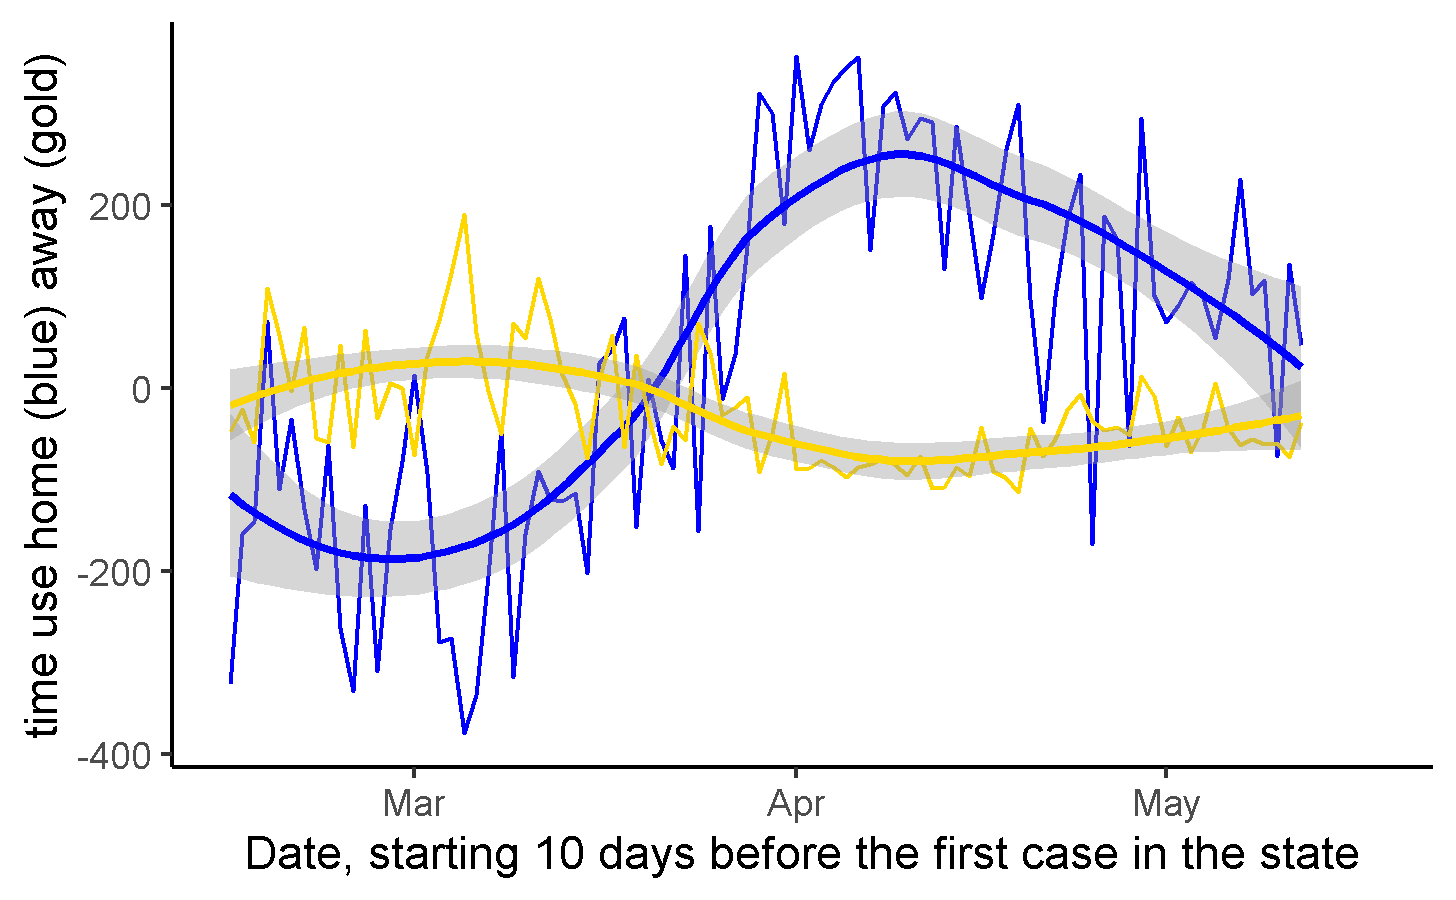 time use home (blue) away (gold)
200
0
-200
-400
Mar Apr May
Date, starting 10 days before the first case in the state